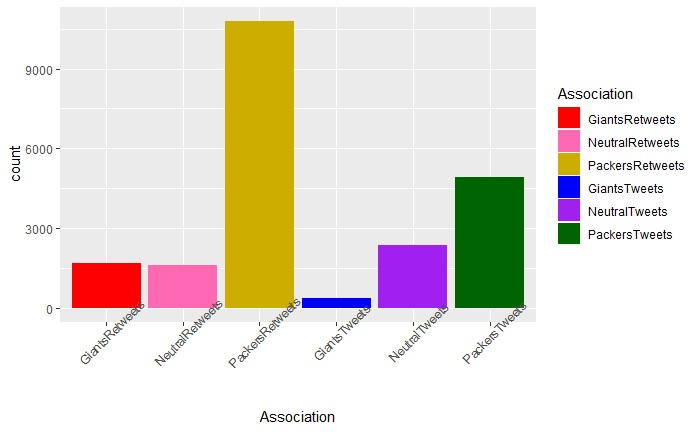 count
9000
6000
3000
0
GiantsRetweets
NeutralRetweets
PackersRetweets
GiantsTweets
NeutralTweets
PackersTweets
Association
Association
GiantsRetweets
NeutralRetweets
PackersRetweets
GiantsTweets
NeutralTweets
PackersTweets